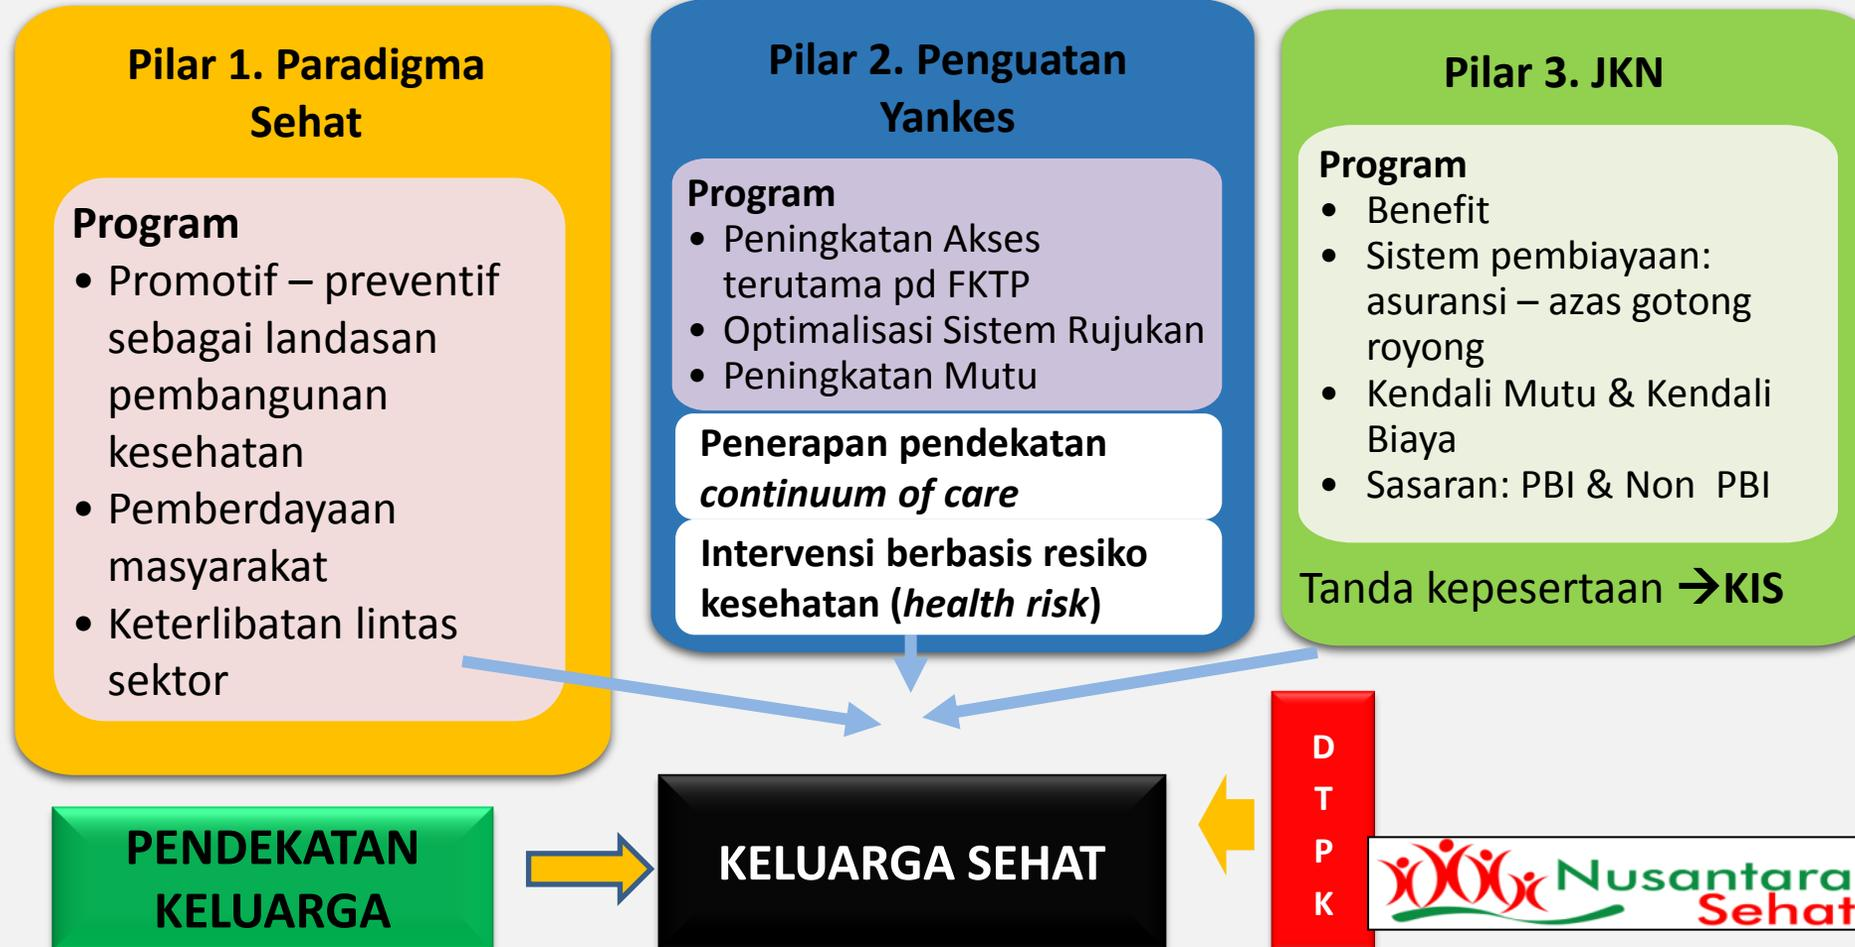 Pilar 1. Paradigma
Sehat
Program
• Promotif – preventif
sebagai landasan
pembangunan
kesehatan
• Pemberdayaan
masyarakat
• Keterlibatan lintas
sektor
Pilar 2. Penguatan
Yankes
Program
• Peningkatan Akses
terutama pd FKTP
• Optimalisasi Sistem Rujukan
• Peningkatan Mutu
Penerapan pendekatan
continuum of care
Intervensi berbasis resiko
kesehatan (health risk)
Pilar 3. JKN
Program
• Benefit
• Sistem pembiayaan:
asuransi – azas gotong
royong
• Kendali Mutu & Kendali
Biaya
• Sasaran: PBI & Non PBI
Tanda kepesertaan →KIS
PENDEKATAN
KELUARGA
KELUARGA SEHAT
D
T
P
K
Nusantara
Sehat